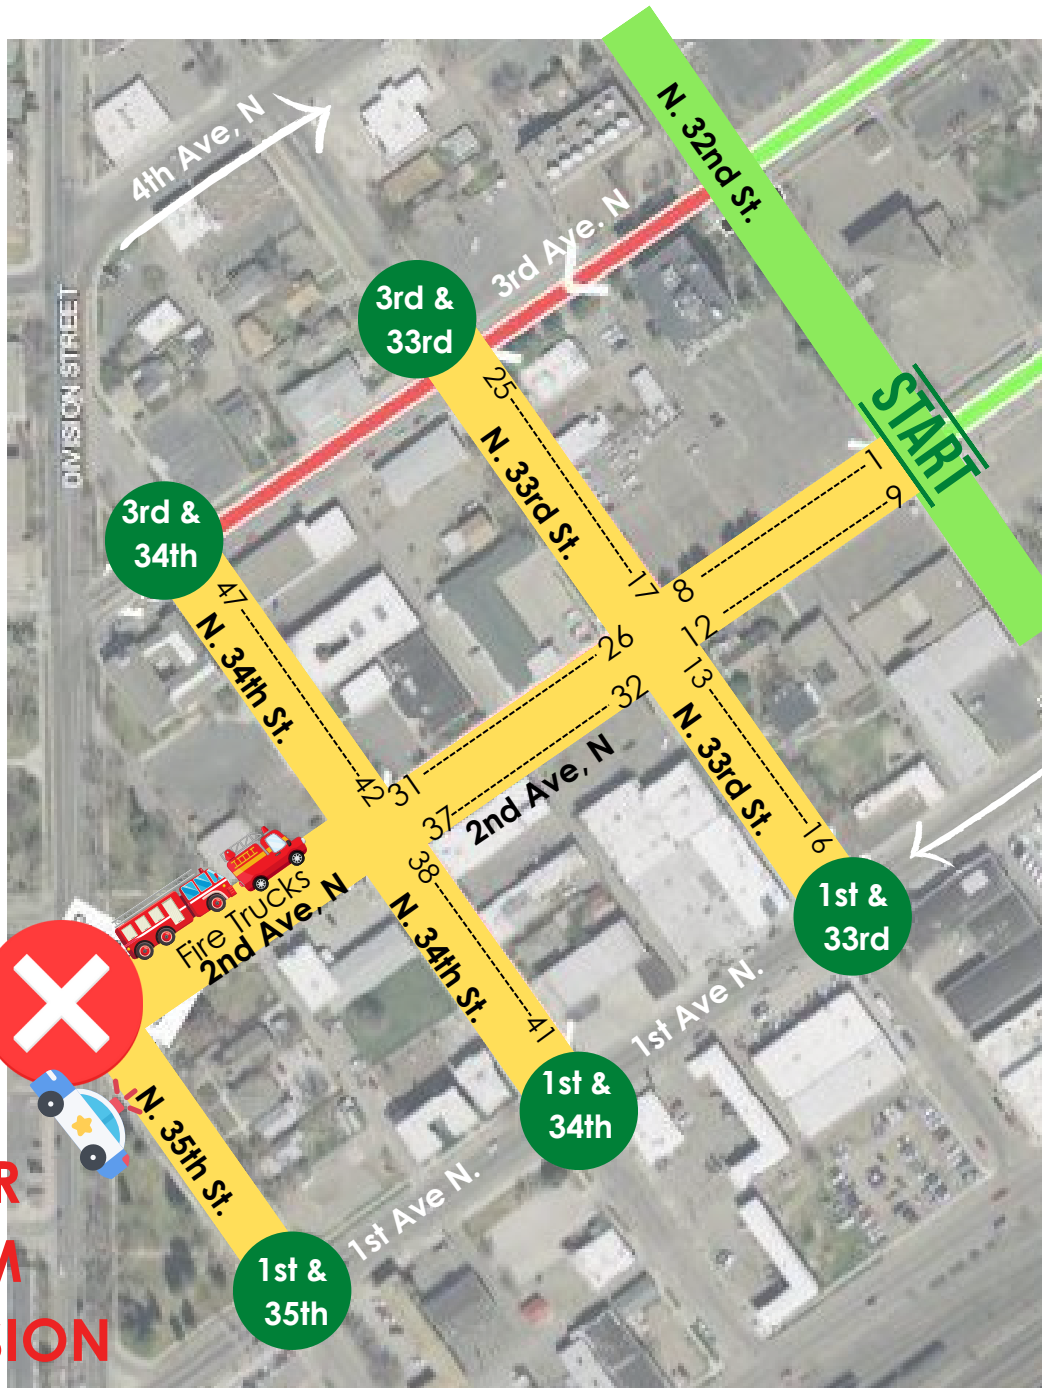 N. 32nd St.
4th Ave, N
3rd Ave. N
3rd &
33rd
DIVISION STREET
START
25
N. 33rd St.
1
9
3rd &
34th
47
17
8
12
N. 34th St.
26
13
32
N. 33rd St.
42
31
37
2nd Ave, N
16
38
Fire Trucks
2nd Ave, N
1st &
33rd
N. 34th St.
1st Ave N.
41
N. 35th St.
1st &
34th
R
M
SION
1st Ave N.
1st &
35th